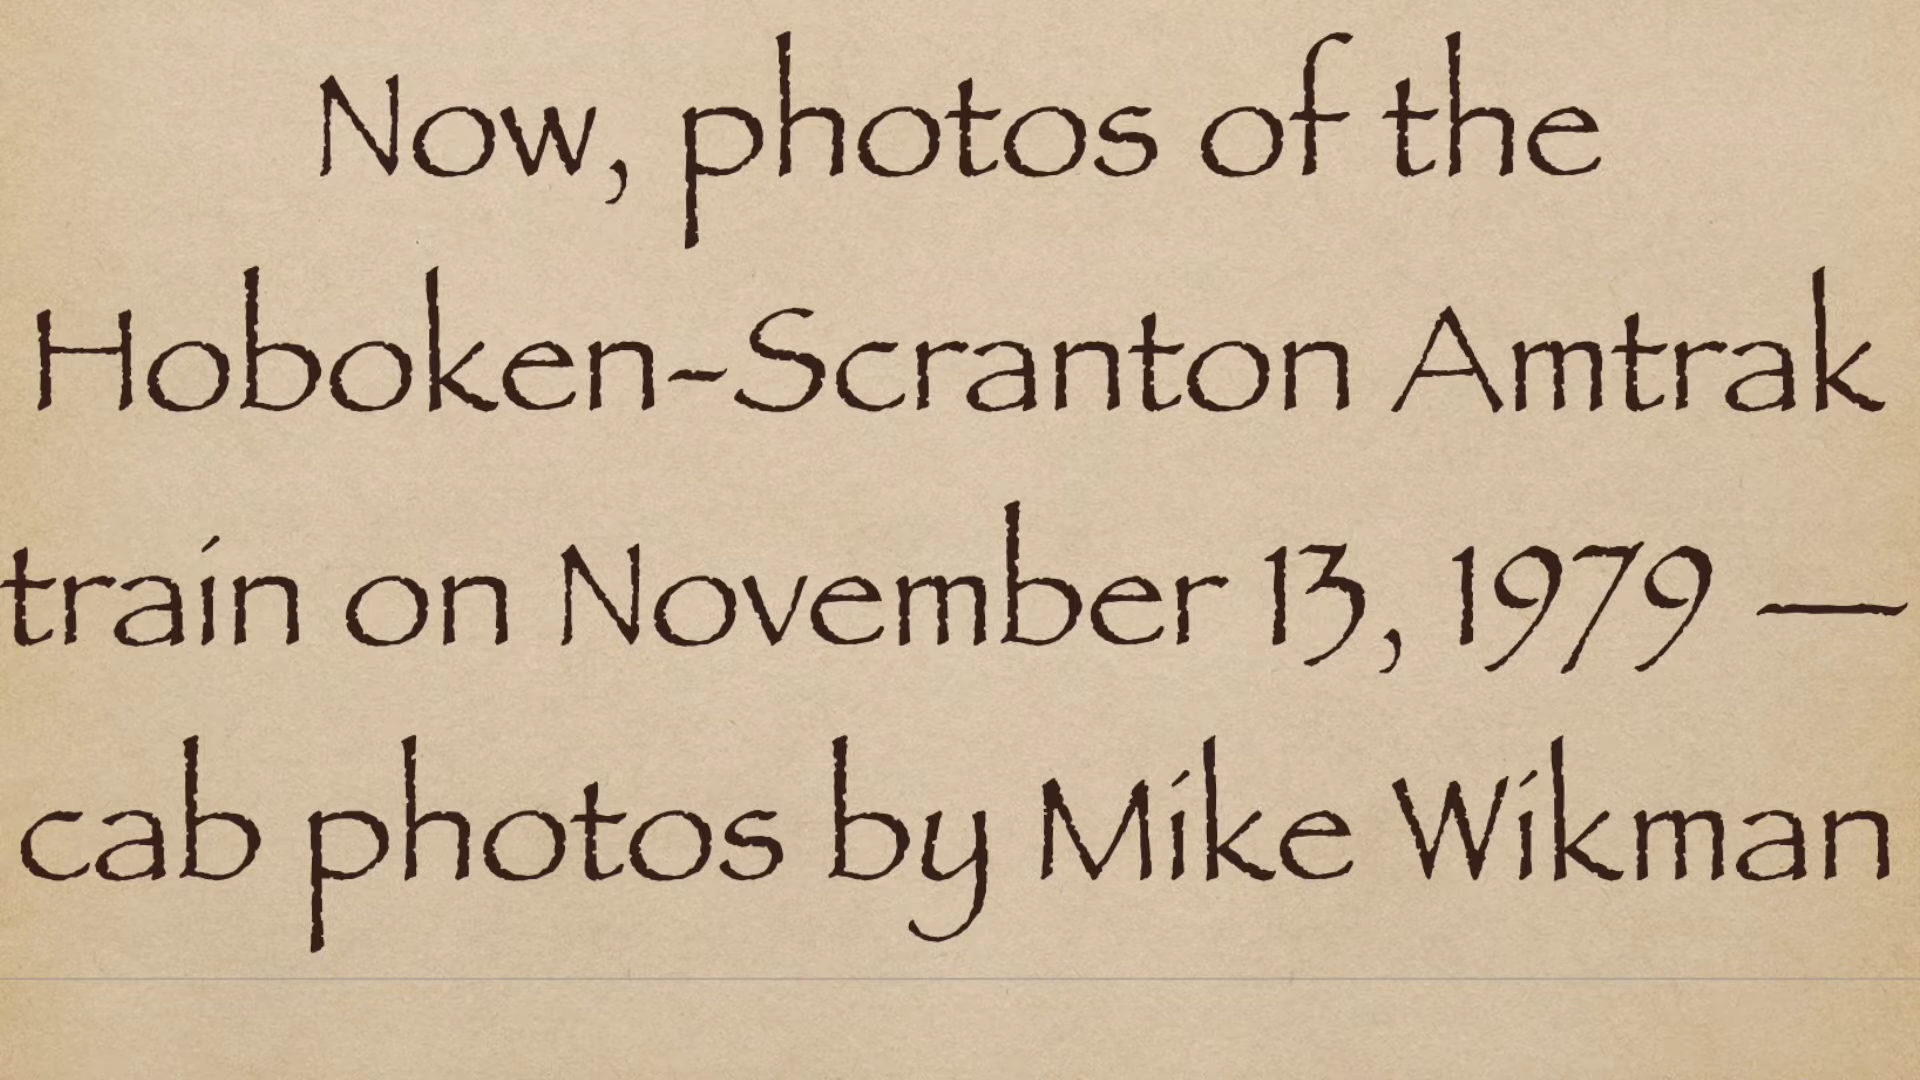 Now, photos of the
Hoboken-Scranton Amtrak
train on November 13, 1979 —
cab photos by Mike Wikman